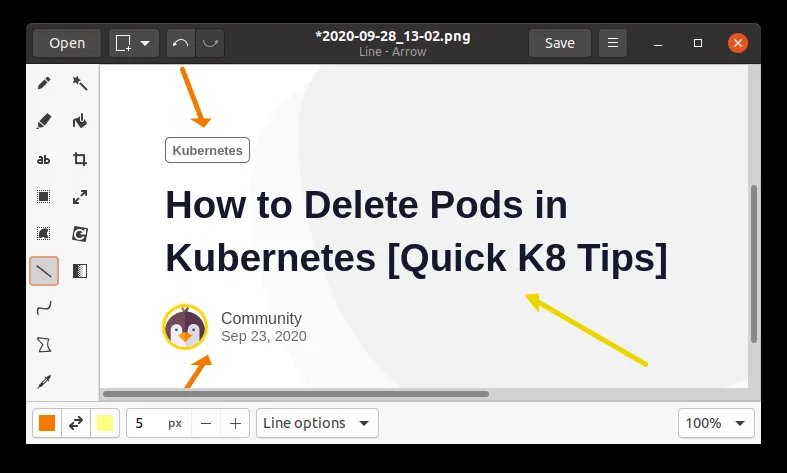 Open
*2020-09-28_13-02.png
Line - Arrow
Save
ab
Kubernetes
How to Delete Pods in
Kubernetes [Quick K8 Tips]
Community
Sep 23, 2020
5 px
Line options
100%